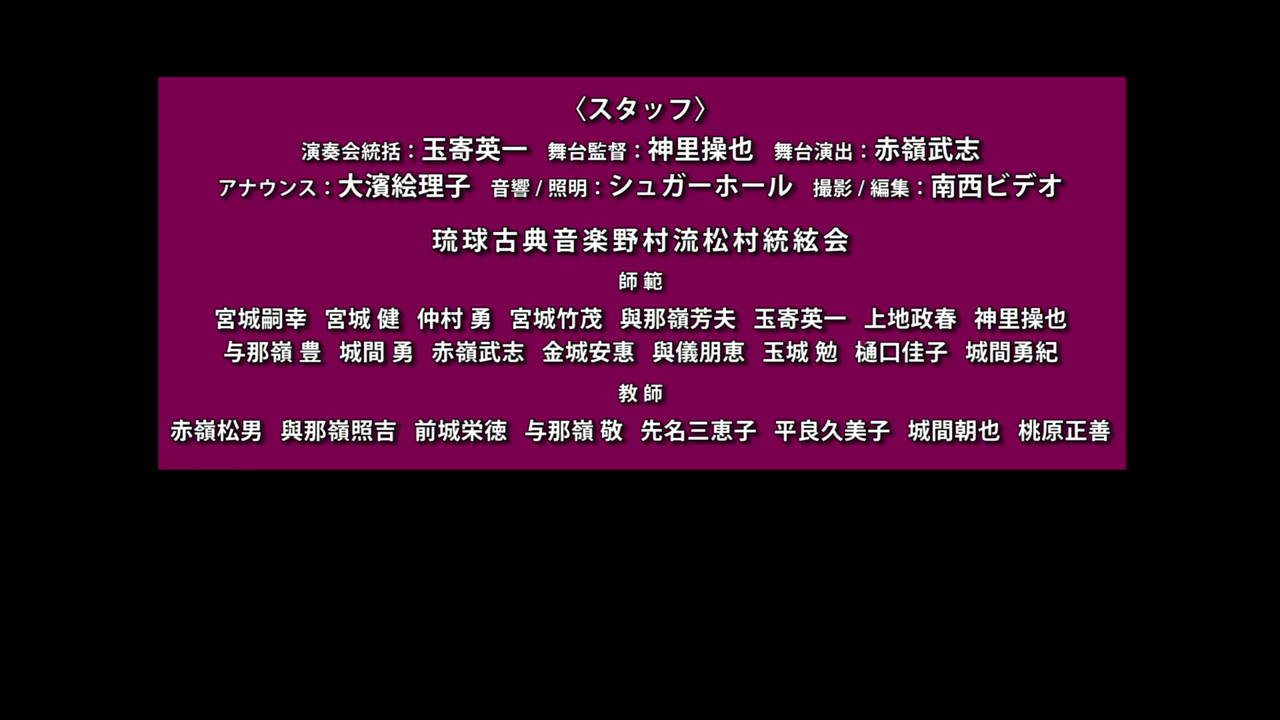 〈スタッフ〉
演奏会統括：玉寄英一　舞台監督：神里操也　舞台演出：赤嶺武志
アナウンス：大濱絵理子　音響 / 照明：シュガーホール　撮影 / 編集：南西ビデオ
琉球古典音楽野村流松村統絃会
師 範
宮城嗣幸　宮城 健　仲村 勇　宮城竹茂　與那嶺芳夫　玉寄英一　上地政春　神里操也
与那嶺 豊　城間 勇　赤嶺武志　金城安惠　與儀朋恵　玉城 勉　樋口佳子　城間勇紀
教 師
赤嶺松男　與那嶺照吉　前城栄徳　与那嶺 敬　先名三恵子　平良久美子　城間朝也　桃原正善